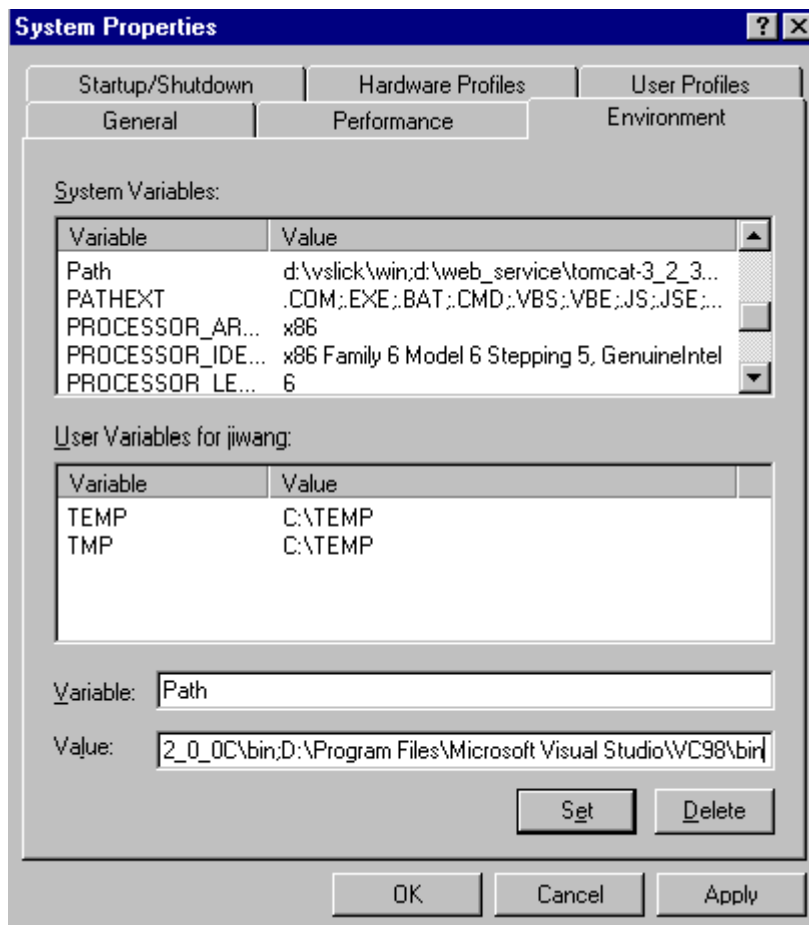 System Properties
Startup/Shutdown Hardware Profiles User Profiles
General Performance Environment
System Variables:
Variable Value
Path d:\vslick\win;d:\web_service\tomcat-3_2_3...
PATHEXT .COM;.EXE;.BAT;.CMD;.VBS;.VBE;.JS;.JSE;...
PROCESSOR_AR... x86
PROCESSOR_IDE... x86 Family 6 Model 6 Stepping 5, GenuineIntel
PROCESSOR_LE... 6
User Variables for jiwang:
Variable Value
TEMP C:\TEMP
TMP C:\TEMP
Variable: Path
Value: 2_0_0C\bin;D:\Program Files\Microsoft Visual Studio\VC98\bin
Set Delete
OK Cancel Apply